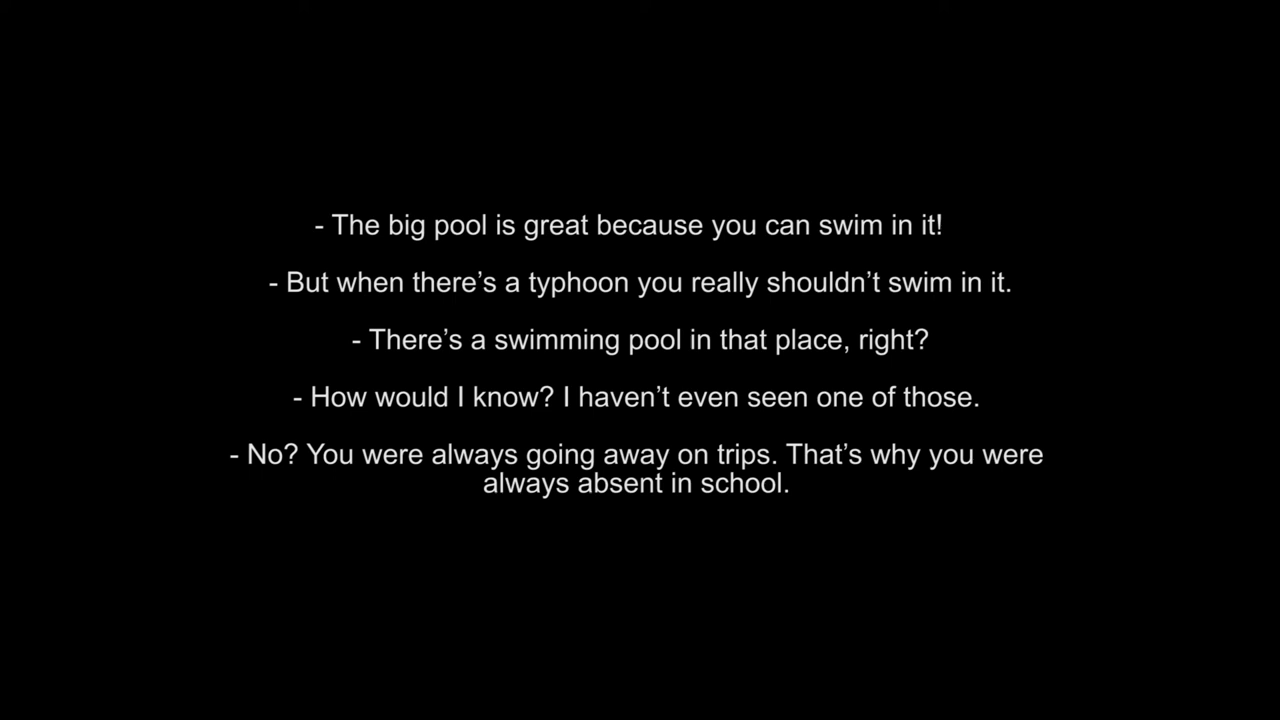 - The big pool is great because you can swim in it!
- But when there’s a typhoon you really shouldn’t swim in it.
- There’s a swimming pool in that place, right?
- How would I know? I haven’t even seen one of those.
- No? You were always going away on trips. That’s why you were
always absent in school.